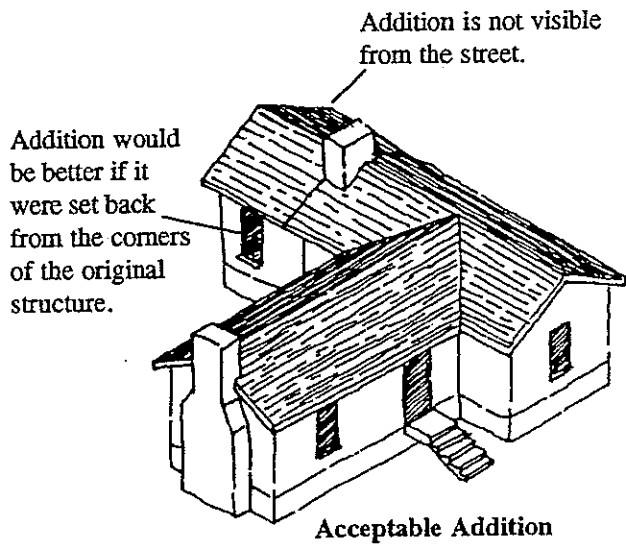 Addition is not visible
from the street.
Addition would
be better if it
were set back
from the corners
of the original
structure.
Acceptable Addition